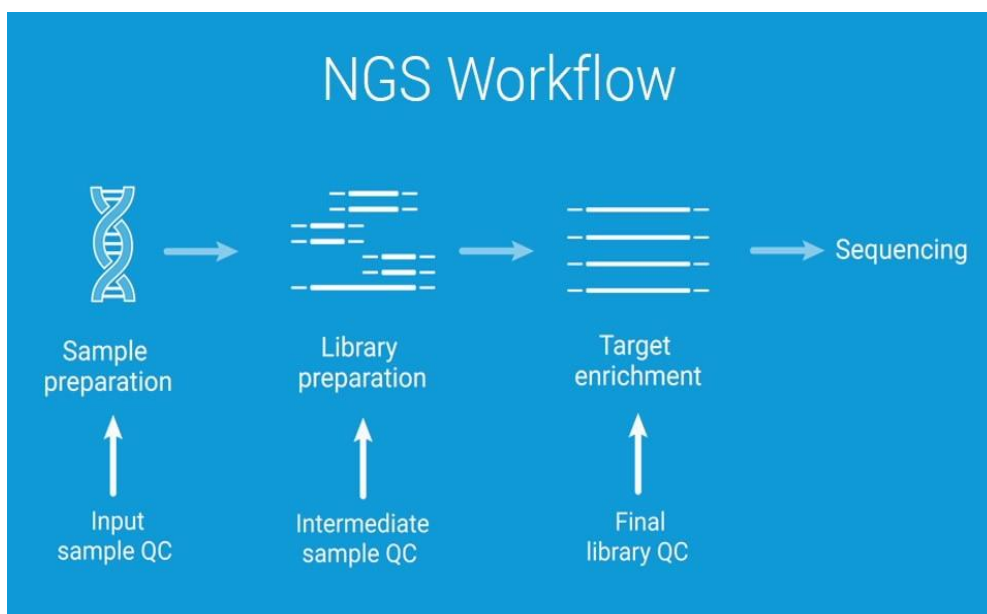 NGS Workflow
Sample
preparation
Library
preparation
Target
enrichment
Sequencing
Input
sample QC
Intermediate
sample QC
Final
library QC